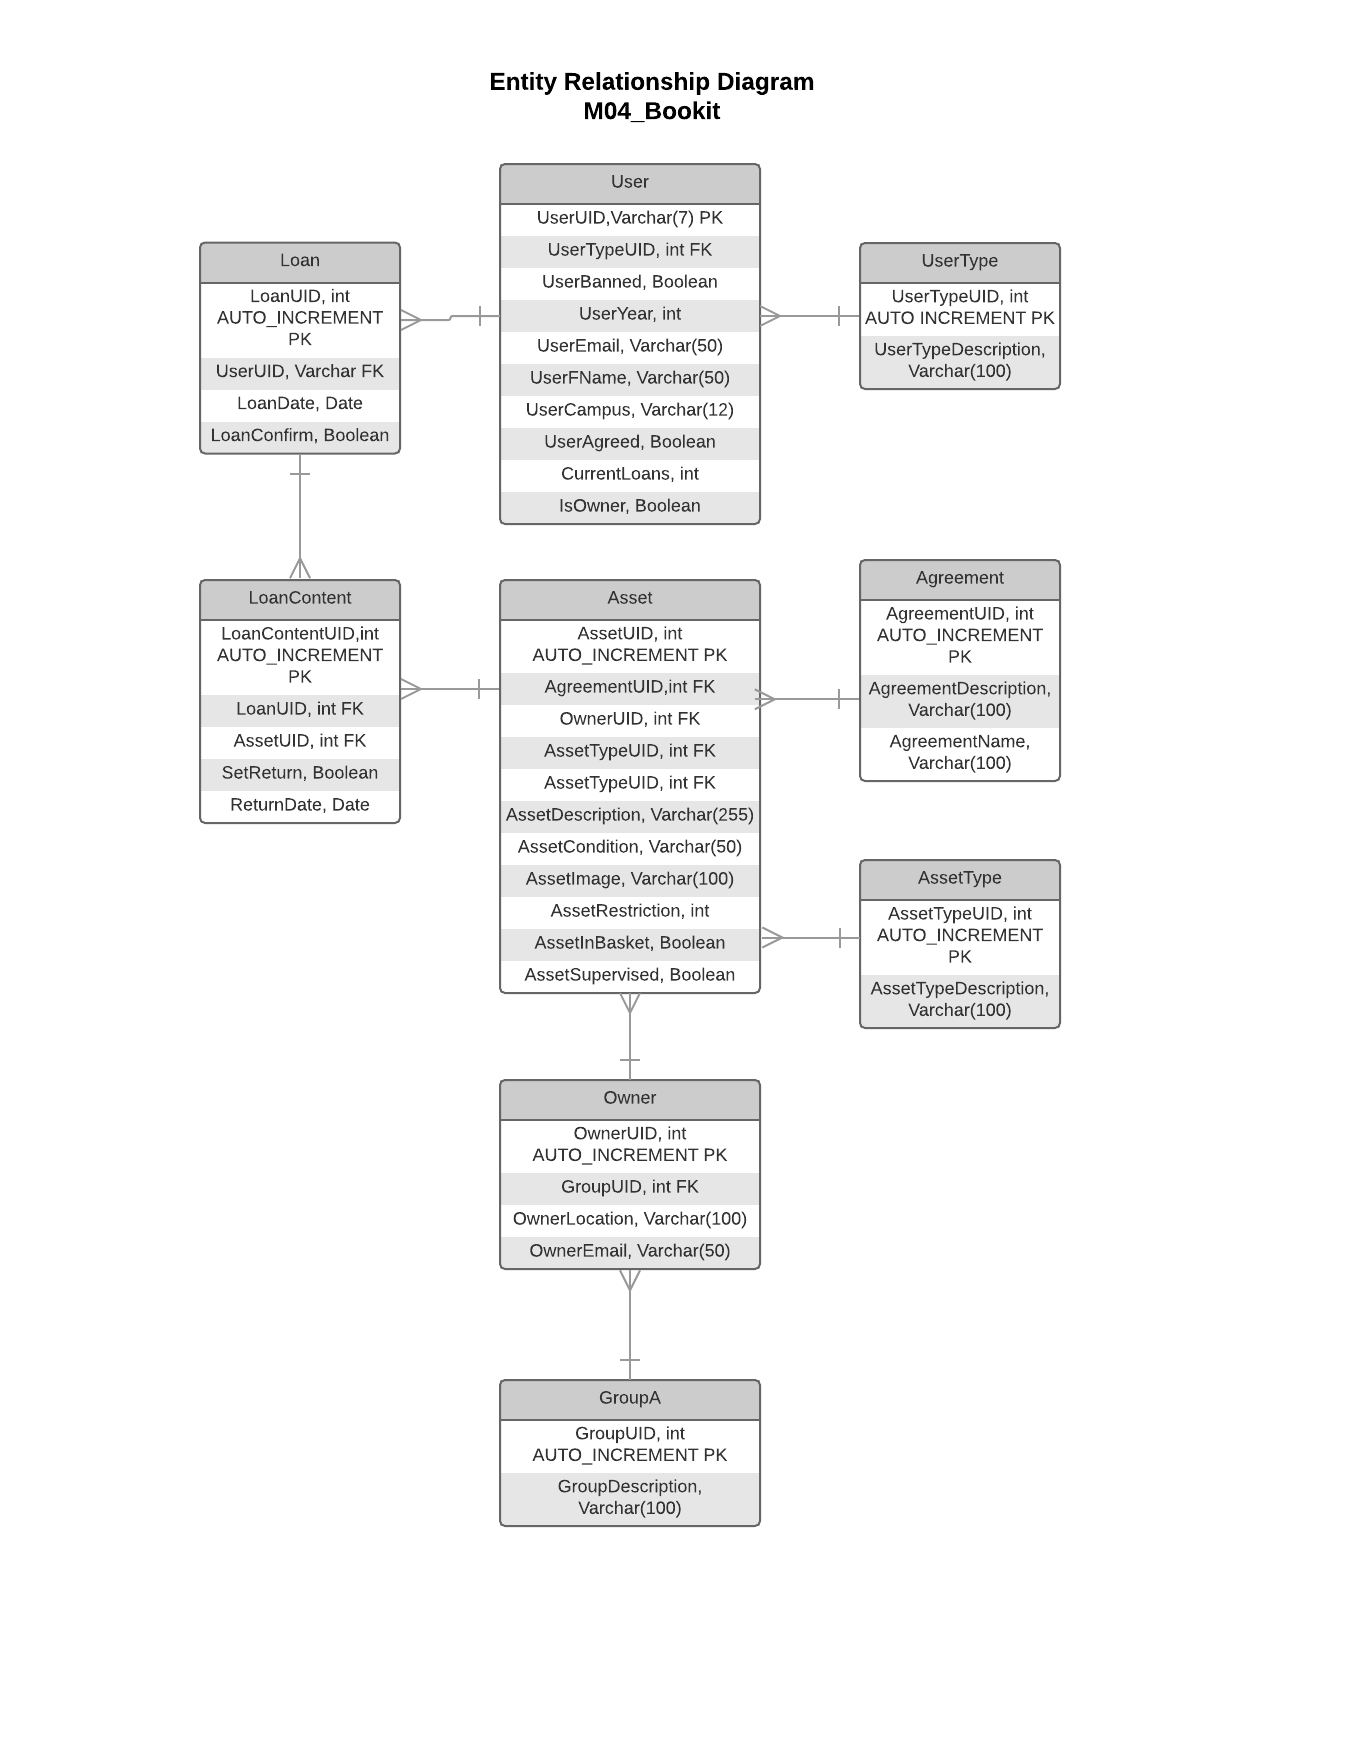 Entity Relationship Diagram
M04_Bookit
User
UserUID,Varchar(7) PK
UserTypeUID, int FK
UserBanned, Boolean
UserYear, int
UserEmail, Varchar(50)
UserFName, Varchar(50)
UserCampus, Varchar(12)
UserAgreed, Boolean
CurrentLoans, int
IsOwner, Boolean
Loan
LoanUID, int
AUTO_INCREMENT
PK
UserUID, Varchar FK
LoanDate, Date
LoanConfirm, Boolean
UserType
UserTypeUID, int
AUTO INCREMENT PK
UserTypeDescription,
Varchar(100)
LoanContent
LoanContentUID,int
AUTO_INCREMENT
PK
LoanUID, int FK
AssetUID, int FK
SetReturn, Boolean
ReturnDate, Date
Asset
AssetUID, int
AUTO_INCREMENT PK
AgreementUID,int FK
OwnerUID, int FK
AssetTypeUID, int FK
AssetTypeUID, int FK
AssetDescription, Varchar(255)
AssetCondition, Varchar(50)
AssetImage, Varchar(100)
AssetRestriction, int
AssetInBasket, Boolean
AssetSupervised, Boolean
Agreement
AgreementUID, int
AUTO_INCREMENT
PK
AgreementDescription,
Varchar(100)
AgreementName,
Varchar(100)
AssetType
AssetTypeUID, int
AUTO_INCREMENT
PK
AssetTypeDescription,
Varchar(100)
Owner
OwnerUID, int
AUTO_INCREMENT PK
GroupUID, int FK
OwnerLocation, Varchar(100)
OwnerEmail, Varchar(50)
GroupA
GroupUID, int
AUTO_INCREMENT PK
GroupDescription,
Varchar(100)